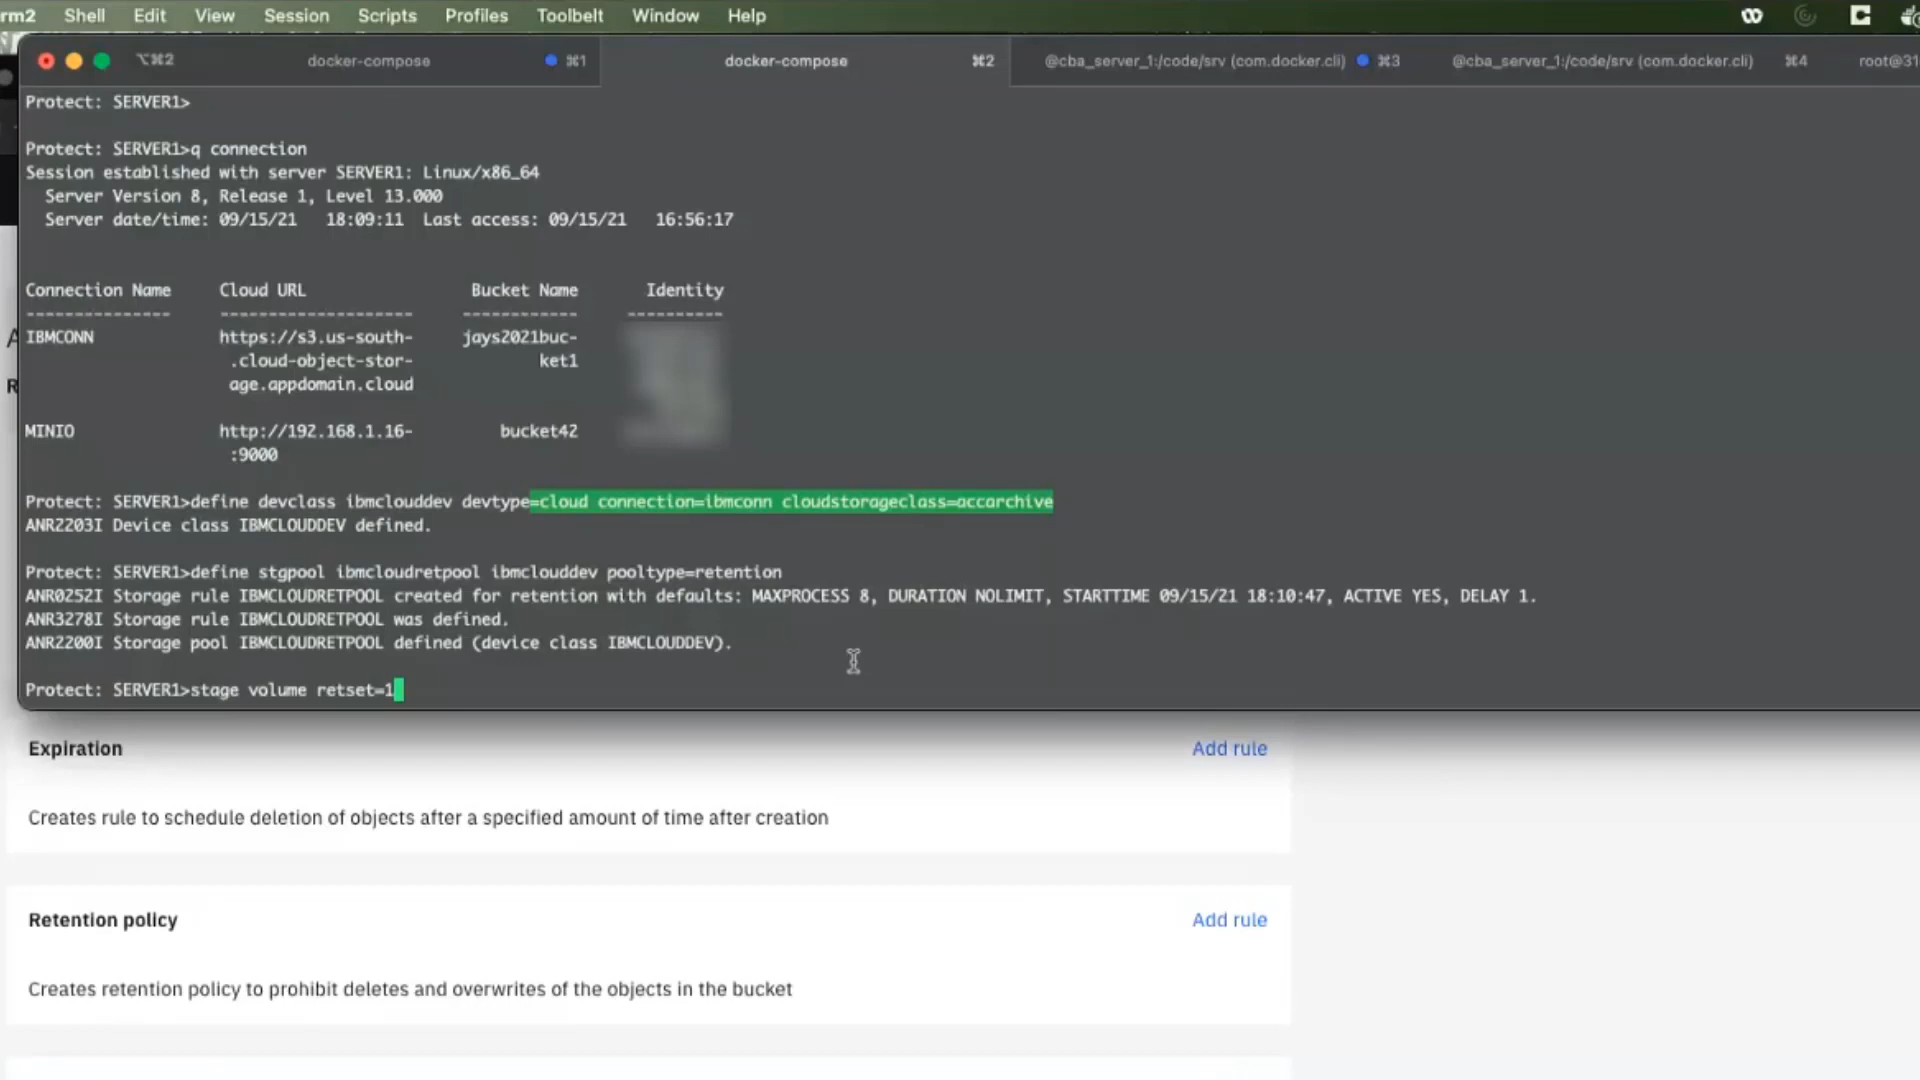 rm2 Shell Edit View Session Scripts Profiles Toolbelt Window Help
⌥⌘2 docker-compose ⌘1 docker-compose ⌘2 @cba_server_1:/code/srv (com.docker.cli) ⌘3 @cba_server_1:/code/srv (com.docker.cli) ⌘4 root@31
Protect: SERVER1>
Protect: SERVER1>q connection
Session established with server SERVER1: Linux/x86_64
Server Version 8, Release 1, Level 13.000
Server date/time: 09/15/21 18:09:11 Last access: 09/15/21 16:56:17
Connection Name Cloud URL Bucket Name Identity
--------------- -------------------- ------------ ----------
IBMCONN https://s3.us-south- jays2021buc-
.cloud-object-stor- ket1
age.appdomain.cloud
MINIO http://192.168.1.16- bucket42
:9000
Protect: SERVER1>define devclass ibmclouddev devtype=cloud connection=ibmconn cloudstorageclass=accarchive
ANR2203I Device class IBMCLOUDDEV defined.
Protect: SERVER1>define stgpool ibmcloudretpool ibmclouddev pooltype=retention
ANR0252I Storage rule IBMCLOUDRETPOOL created for retention with defaults: MAXPROCESS 8, DURATION NOLIMIT, STARTTIME 09/15/21 18:10:47, ACTIVE YES, DELAY 1.
ANR3278I Storage rule IBMCLOUDRETPOOL was defined.
ANR2200I Storage pool IBMCLOUDRETPOOL defined (device class IBMCLOUDDEV).
Protect: SERVER1>stage volume retset=1
Expiration Add rule
Creates rule to schedule deletion of objects after a specified amount of time after creation
Retention policy Add rule
Creates retention policy to prohibit deletes and overwrites of the objects in the bucket